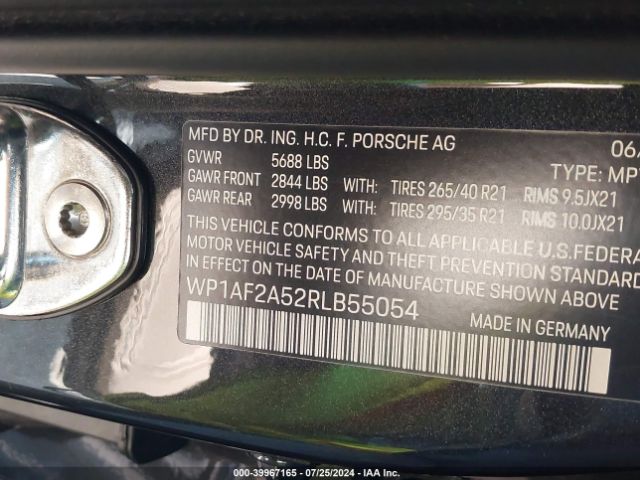 MFD BY DR. ING. H.C. F. PORSCHE AG 06/
GVWR 5688 LBS TYPE: MPV
GAWR FRONT 2844 LBS WITH: TIRES 265/40 R21 RIMS 9.5JX21
GAWR REAR 2998 LBS WITH: TIRES 295/35 R21 RIMS 10.0JX21
THIS VEHICLE CONFORMS TO ALL APPLICABLE U.S.FEDERA
MOTOR VEHICLE SAFETY AND THEFT PREVENTION STANDARD
IN EFFECT ON THE DATE OF MANUFACTURE SHOWN ABOVE
WP1AF2A52RLB55054
MADE IN GERMANY
000-39967165 | 07/25/2024 | IAA Inc.